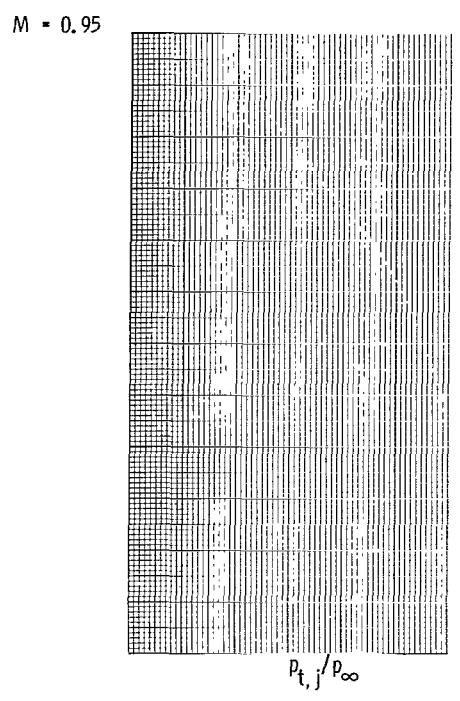 M = 0.95
p_{t, j}/p_∞